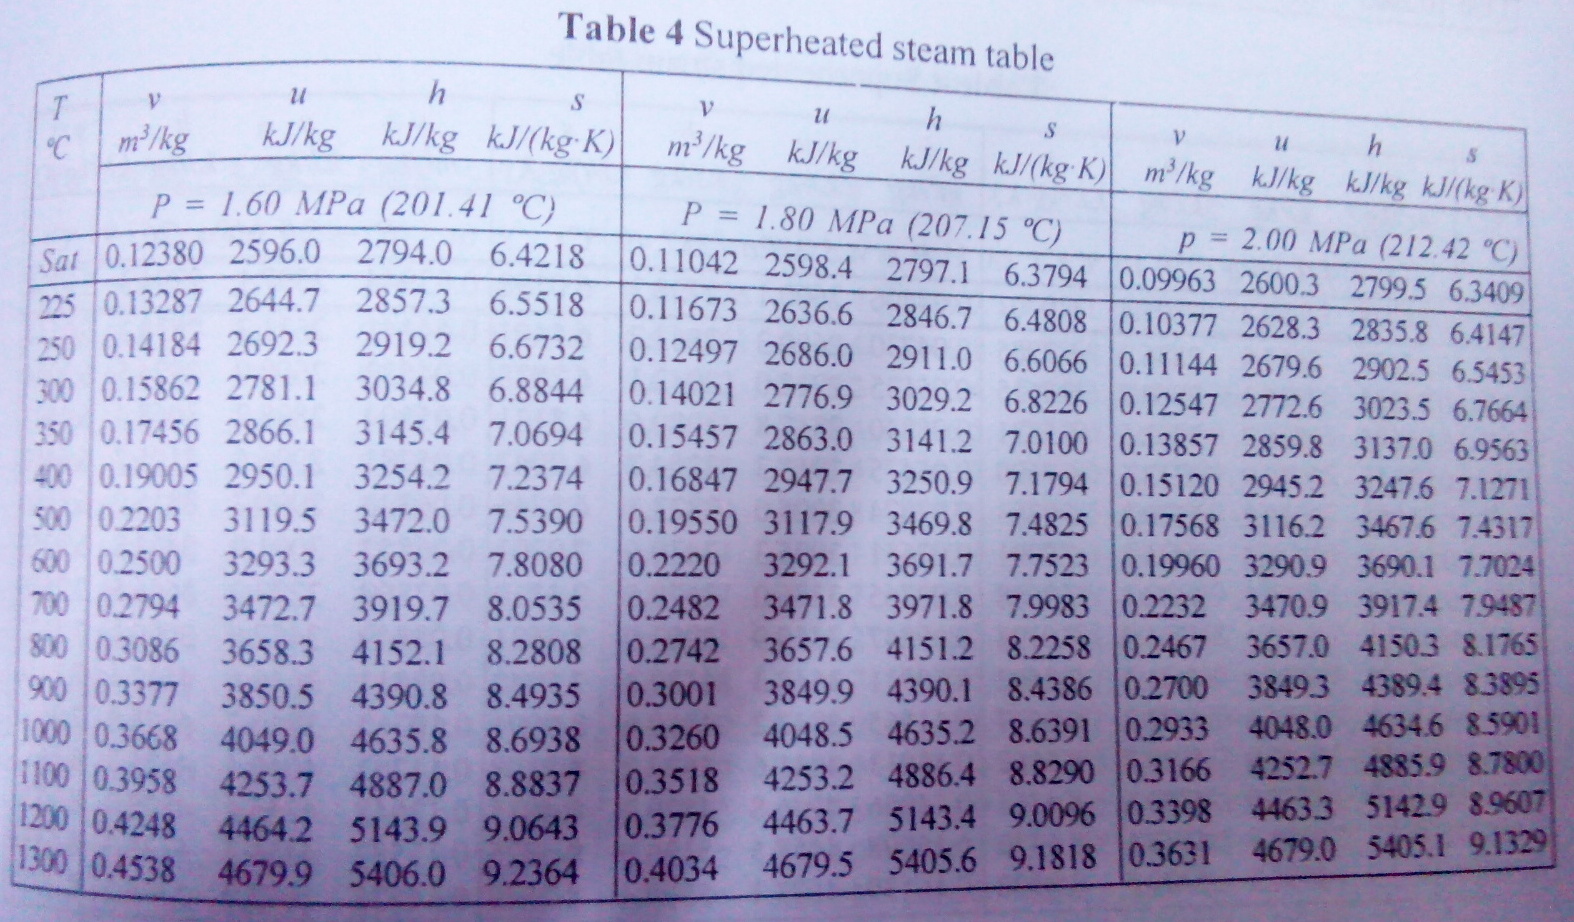 Table 4 Superheated steam table
T v u h s v u h s v u h s
°C m³/kg kJ/kg kJ/kg kJ/(kg·K) m³/kg kJ/kg kJ/kg kJ/(kg·K) m³/kg kJ/kg kJ/kg kJ/(kg·K)
P = 1.60 MPa (201.41 °C) P = 1.80 MPa (207.15 °C) p = 2.00 MPa (212.42 °C)
Sat 0.12380 2596.0 2794.0 6.4218 0.11042 2598.4 2797.1 6.3794 0.09963 2600.3 2799.5 6.3409
225 0.13287 2644.7 2857.3 6.5518 0.11673 2636.6 2846.7 6.4808 0.10377 2628.3 2835.8 6.4147
250 0.14184 2692.3 2919.2 6.6732 0.12497 2686.0 2911.0 6.6066 0.11144 2679.6 2902.5 6.5453
300 0.15862 2781.1 3034.8 6.8844 0.14021 2776.9 3029.2 6.8226 0.12547 2772.6 3023.5 6.7664
350 0.17456 2866.1 3145.4 7.0694 0.15457 2863.0 3141.2 7.0100 0.13857 2859.8 3137.0 6.9563
400 0.19005 2950.1 3254.2 7.2374 0.16847 2947.7 3250.9 7.1794 0.15120 2945.2 3247.6 7.1271
500 0.2203 3119.5 3472.0 7.5390 0.19550 3117.9 3469.8 7.4825 0.17568 3116.2 3467.6 7.4317
600 0.2500 3293.3 3693.2 7.8080 0.2220 3292.1 3691.7 7.7523 0.19960 3290.9 3690.1 7.7024
700 0.2794 3472.7 3919.7 8.0535 0.2482 3471.8 3971.8 7.9983 0.2232 3470.9 3917.4 7.9487
800 0.3086 3658.3 4152.1 8.2808 0.2742 3657.6 4151.2 8.2258 0.2467 3657.0 4150.3 8.1765
900 0.3377 3850.5 4390.8 8.4935 0.3001 3849.9 4390.1 8.4386 0.2700 3849.3 4389.4 8.3895
1000 0.3668 4049.0 4635.8 8.6938 0.3260 4048.5 4635.2 8.6391 0.2933 4048.0 4634.6 8.5901
1100 0.3958 4253.7 4887.0 8.8837 0.3518 4253.2 4886.4 8.8290 0.3166 4252.7 4885.9 8.7800
1200 0.4248 4464.2 5143.9 9.0643 0.3776 4463.7 5143.4 9.0096 0.3398 4463.3 5142.9 8.9607
1300 0.4538 4679.9 5406.0 9.2364 0.4034 4679.5 5405.6 9.1818 0.3631 4679.0 5405.1 9.1329